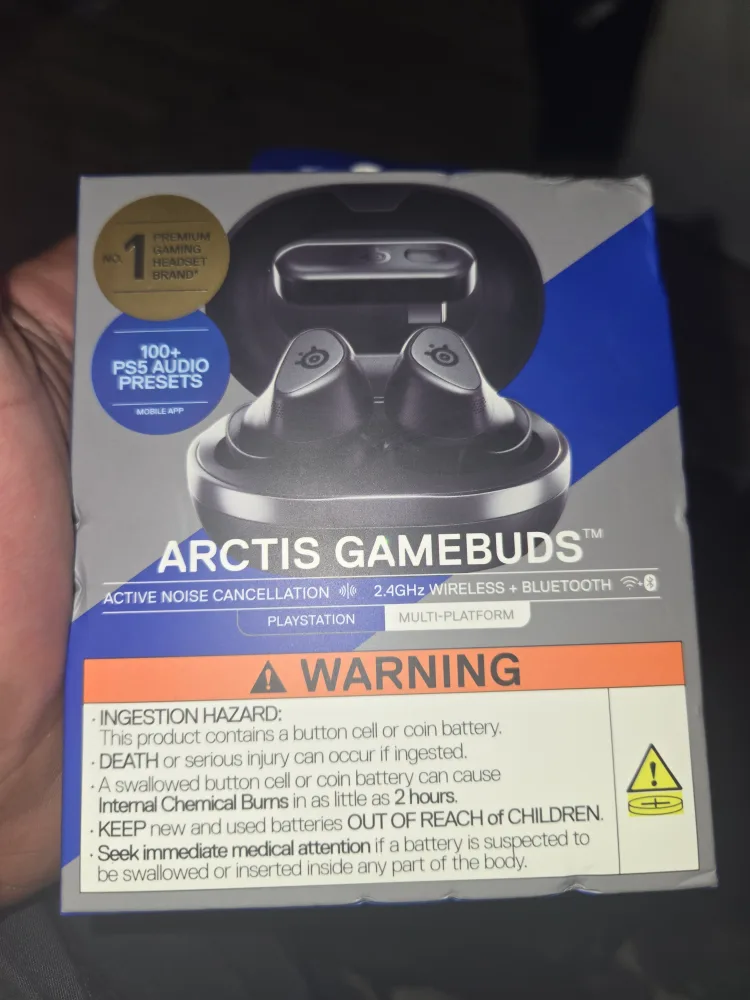 NO. 1 PREMIUM
GAMING
HEADSET
BRAND*
100+
PS5 AUDIO
PRESETS
MOBILE APP
ARCTIS GAMEBUDS™
ACTIVE NOISE CANCELLATION 2.4GHz WIRELESS + BLUETOOTH
PLAYSTATION MULTI-PLATFORM
WARNING
· INGESTION HAZARD:
This product contains a button cell or coin battery.
· DEATH or serious injury can occur if ingested.
· A swallowed button cell or coin battery can cause
Internal Chemical Burns in as little as 2 hours.
· KEEP new and used batteries OUT OF REACH of CHILDREN.
· Seek immediate medical attention if a battery is suspected to
be swallowed or inserted inside any part of the body.